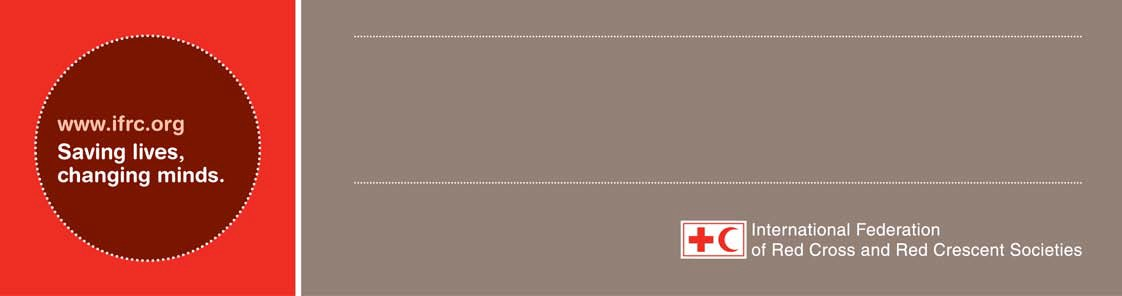 www.ifrc.org
Saving lives,
changing minds.
International Federation
of Red Cross and Red Crescent Societies